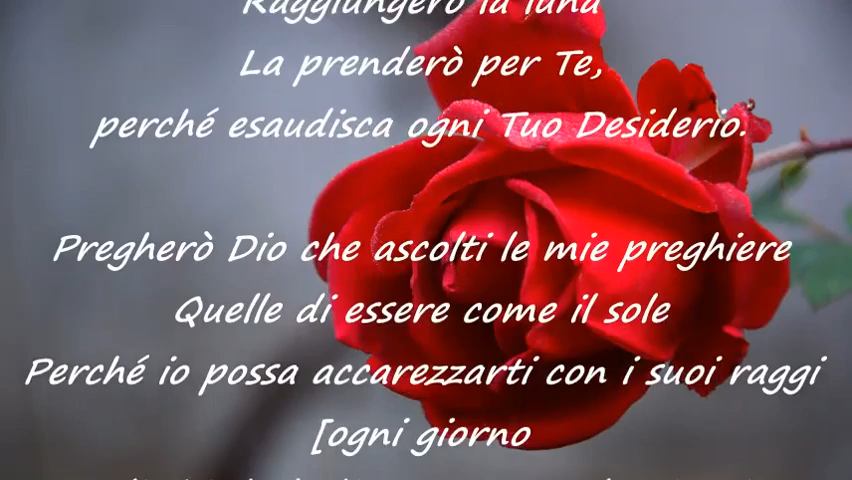 Raggiungerò la luna
La prenderò per Te,
perché esaudisca ogni Tuo Desiderio.
Pregherò Dio che ascolti le mie preghiere
Quelle di essere come il sole
Perché io possa accarezzarti con i suoi raggi
[ogni giorno